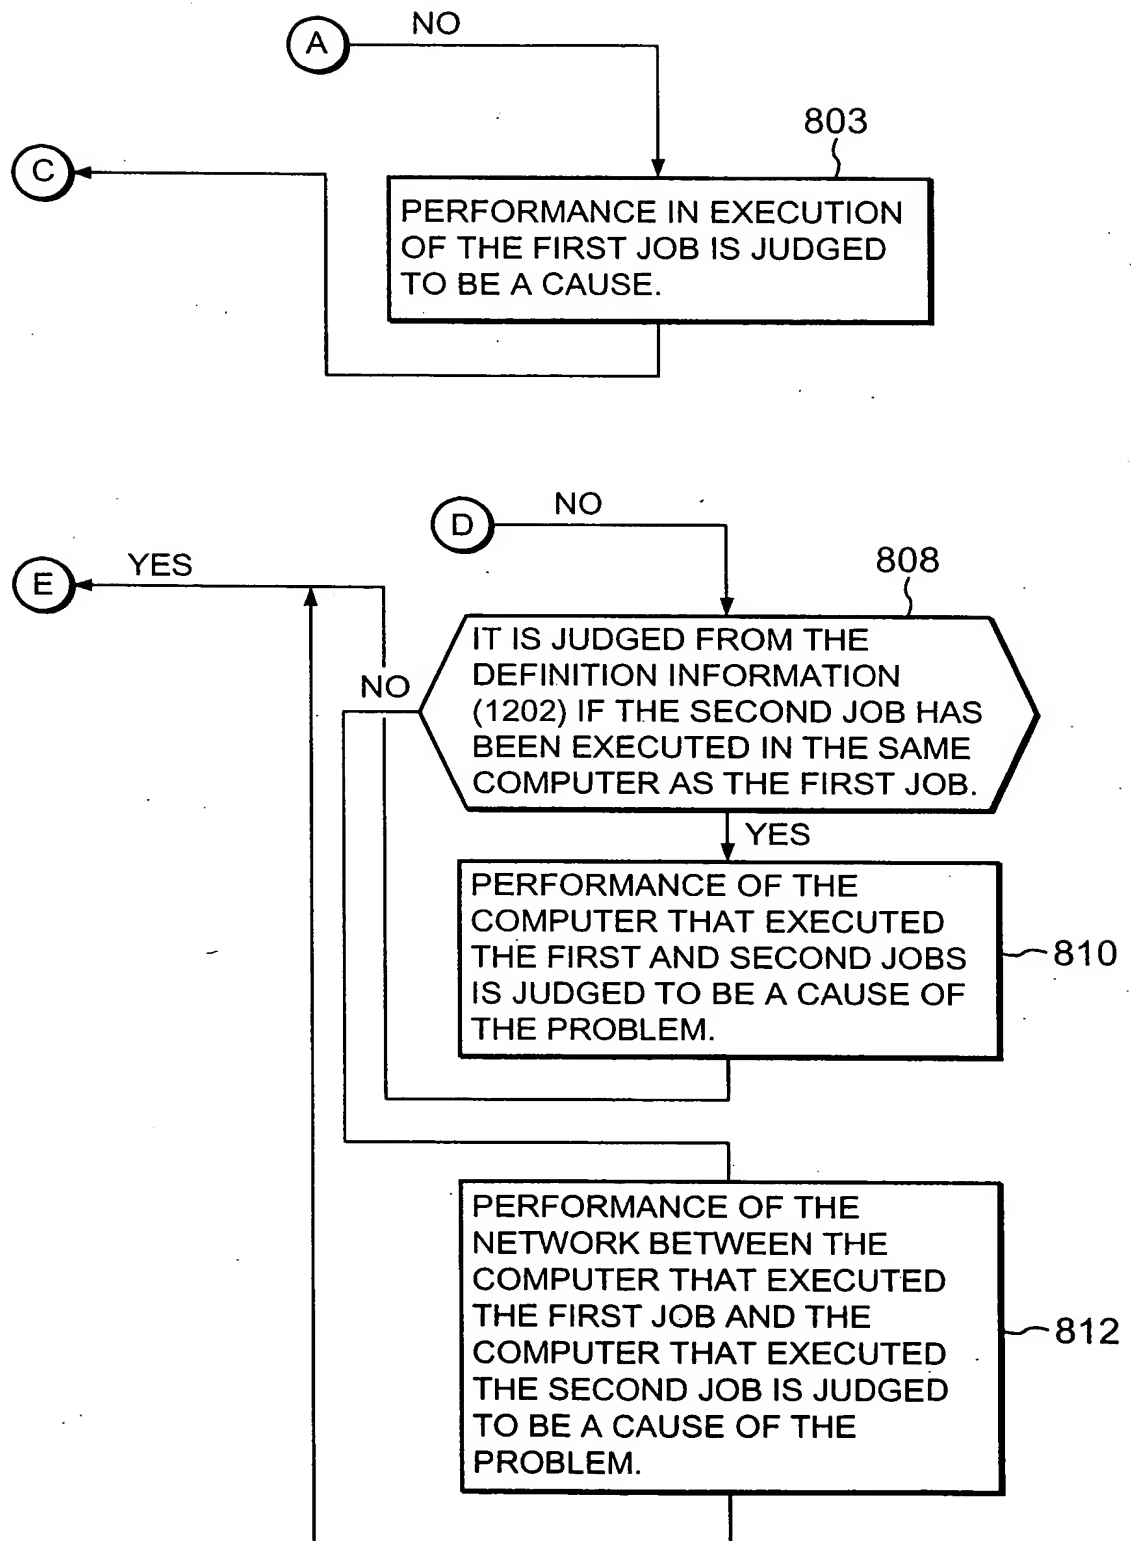 NO
A
803
C
PERFORMANCE IN EXECUTION
OF THE FIRST JOB IS JUDGED
TO BE A CAUSE.
NO
D
YES
E
808
IT IS JUDGED FROM THE
DEFINITION INFORMATION
(1202) IF THE SECOND JOB HAS
BEEN EXECUTED IN THE SAME
COMPUTER AS THE FIRST JOB.
NO
YES
PERFORMANCE OF THE
COMPUTER THAT EXECUTED
THE FIRST AND SECOND JOBS
IS JUDGED TO BE A CAUSE OF
THE PROBLEM.
810
PERFORMANCE OF THE
NETWORK BETWEEN THE
COMPUTER THAT EXECUTED
THE FIRST JOB AND THE
COMPUTER THAT EXECUTED
THE SECOND JOB IS JUDGED
TO BE A CAUSE OF THE
PROBLEM.
812